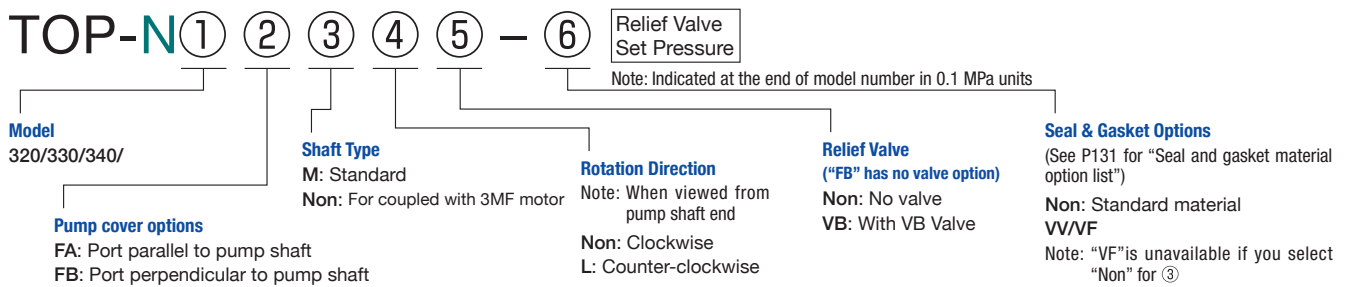 TOP-N① ② ③ ④ ⑤ － ⑥ Relief Valve
Set Pressure
Note: Indicated at the end of model number in 0.1 MPa units
Model
320/330/340/
Pump cover options
FA: Port parallel to pump shaft
FB: Port perpendicular to pump shaft
Shaft Type
M: Standard
Non: For coupled with 3MF motor
Rotation Direction
Note: When viewed from
pump shaft end
Non: Clockwise
L: Counter-clockwise
Relief Valve
("FB" has no valve option)
Non: No valve
VB: With VB Valve
Seal & Gasket Options
(See P131 for "Seal and gasket material
option list")
Non: Standard material
VV/VF
Note: "VF"is unavailable if you select
"Non" for ③